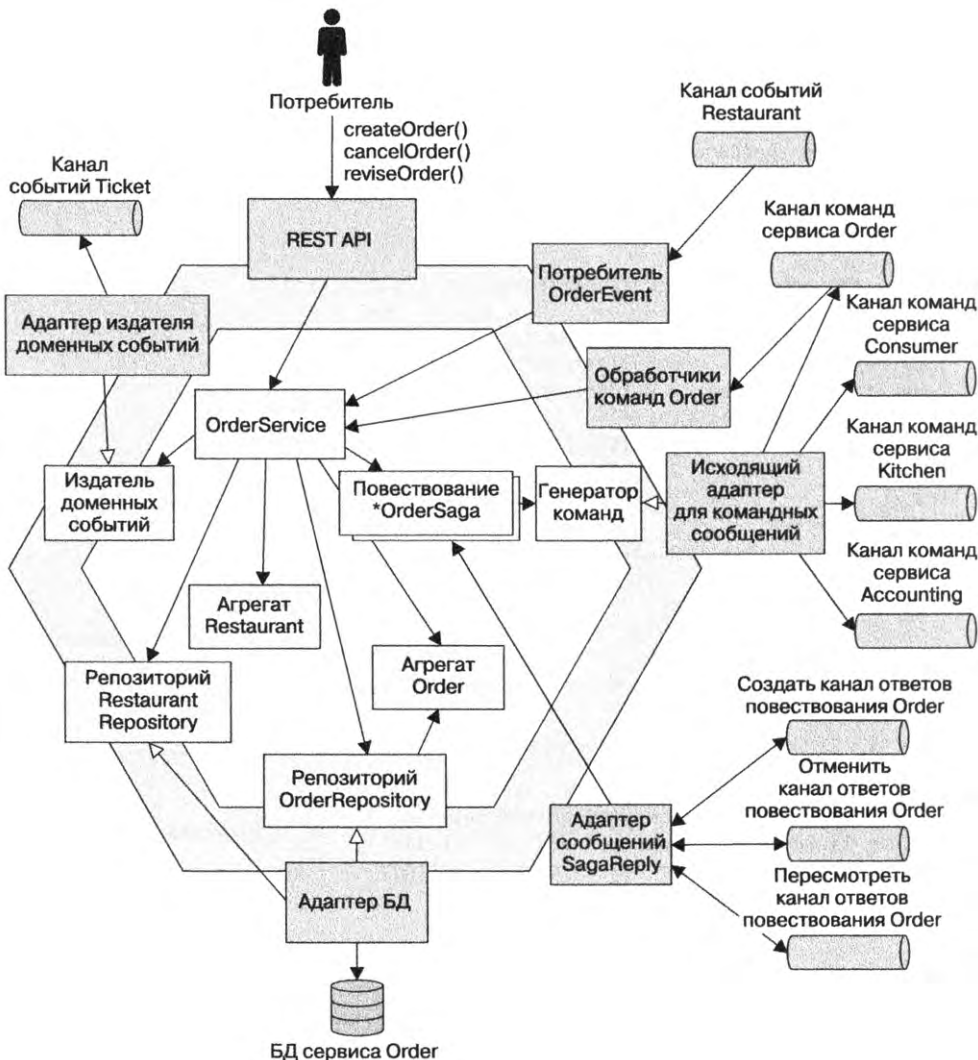 Потребитель
createOrder()
cancelOrder()
reviseOrder()
Канал событий
Restaurant
Канал
событий Ticket
REST API
Канал команд
сервиса Order
Потребитель
OrderEvent
Адаптер издателя
доменных событий
Канал команд
сервиса
Consumer
Обработчики
команд Order
OrderService
Канал команд
сервиса
Kitchen
Издатель
доменных
событий
Повествование
*OrderSaga
Генератор
команд
Исходящий
адаптер
для командных
сообщений
Канал команд
сервиса
Accounting
Агрегат
Restaurant
Агрегат
Order
Репозиторий
Restaurant
Repository
Создать канал ответов
повествования Order
Репозиторий
OrderRepository
Отменить
канал ответов
повествования Order
Адаптер
сообщений
SagaReply
Пересмотреть
канал ответов
повествования Order
Адаптер БД
БД сервиса Order